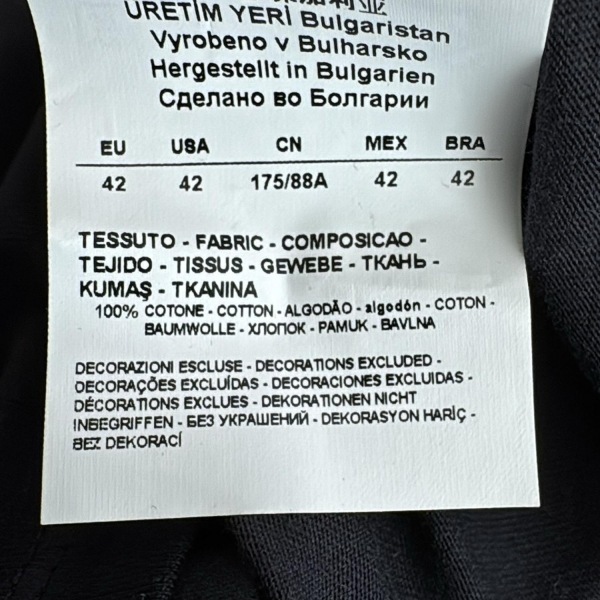 ÜRETİM YERİ Bulgaristan
Vyrobeno v Bulharsko
Hergestellt in Bulgarien
Сделано во Болгарии
EU USA CN MEX BRA
42 42 175/88A 42 42
TESSUTO - FABRIC - COMPOSICAO -
TEJIDO - TISSUS - GEWEBE - ТКАНЬ -
KUMAŞ - TKANINA
100% COTONE - COTTON - ALGODÃO - algodón - COTON -
BAUMWOLLE - ХЛОПОК - PAMUK - BAVLNA
DECORAZIONI ESCLUSE - DECORATIONS EXCLUDED -
DECORAÇÕES EXCLUÍDAS - DECORACIONES EXCLUIDAS -
DÉCORATIONS EXCLUES - DEKORATIONEN NICHT
INBEGRIFFEN - БЕЗ УКРАШЕНИЙ - DEKORASYON HARİÇ -
BEZ DEKORACÍ